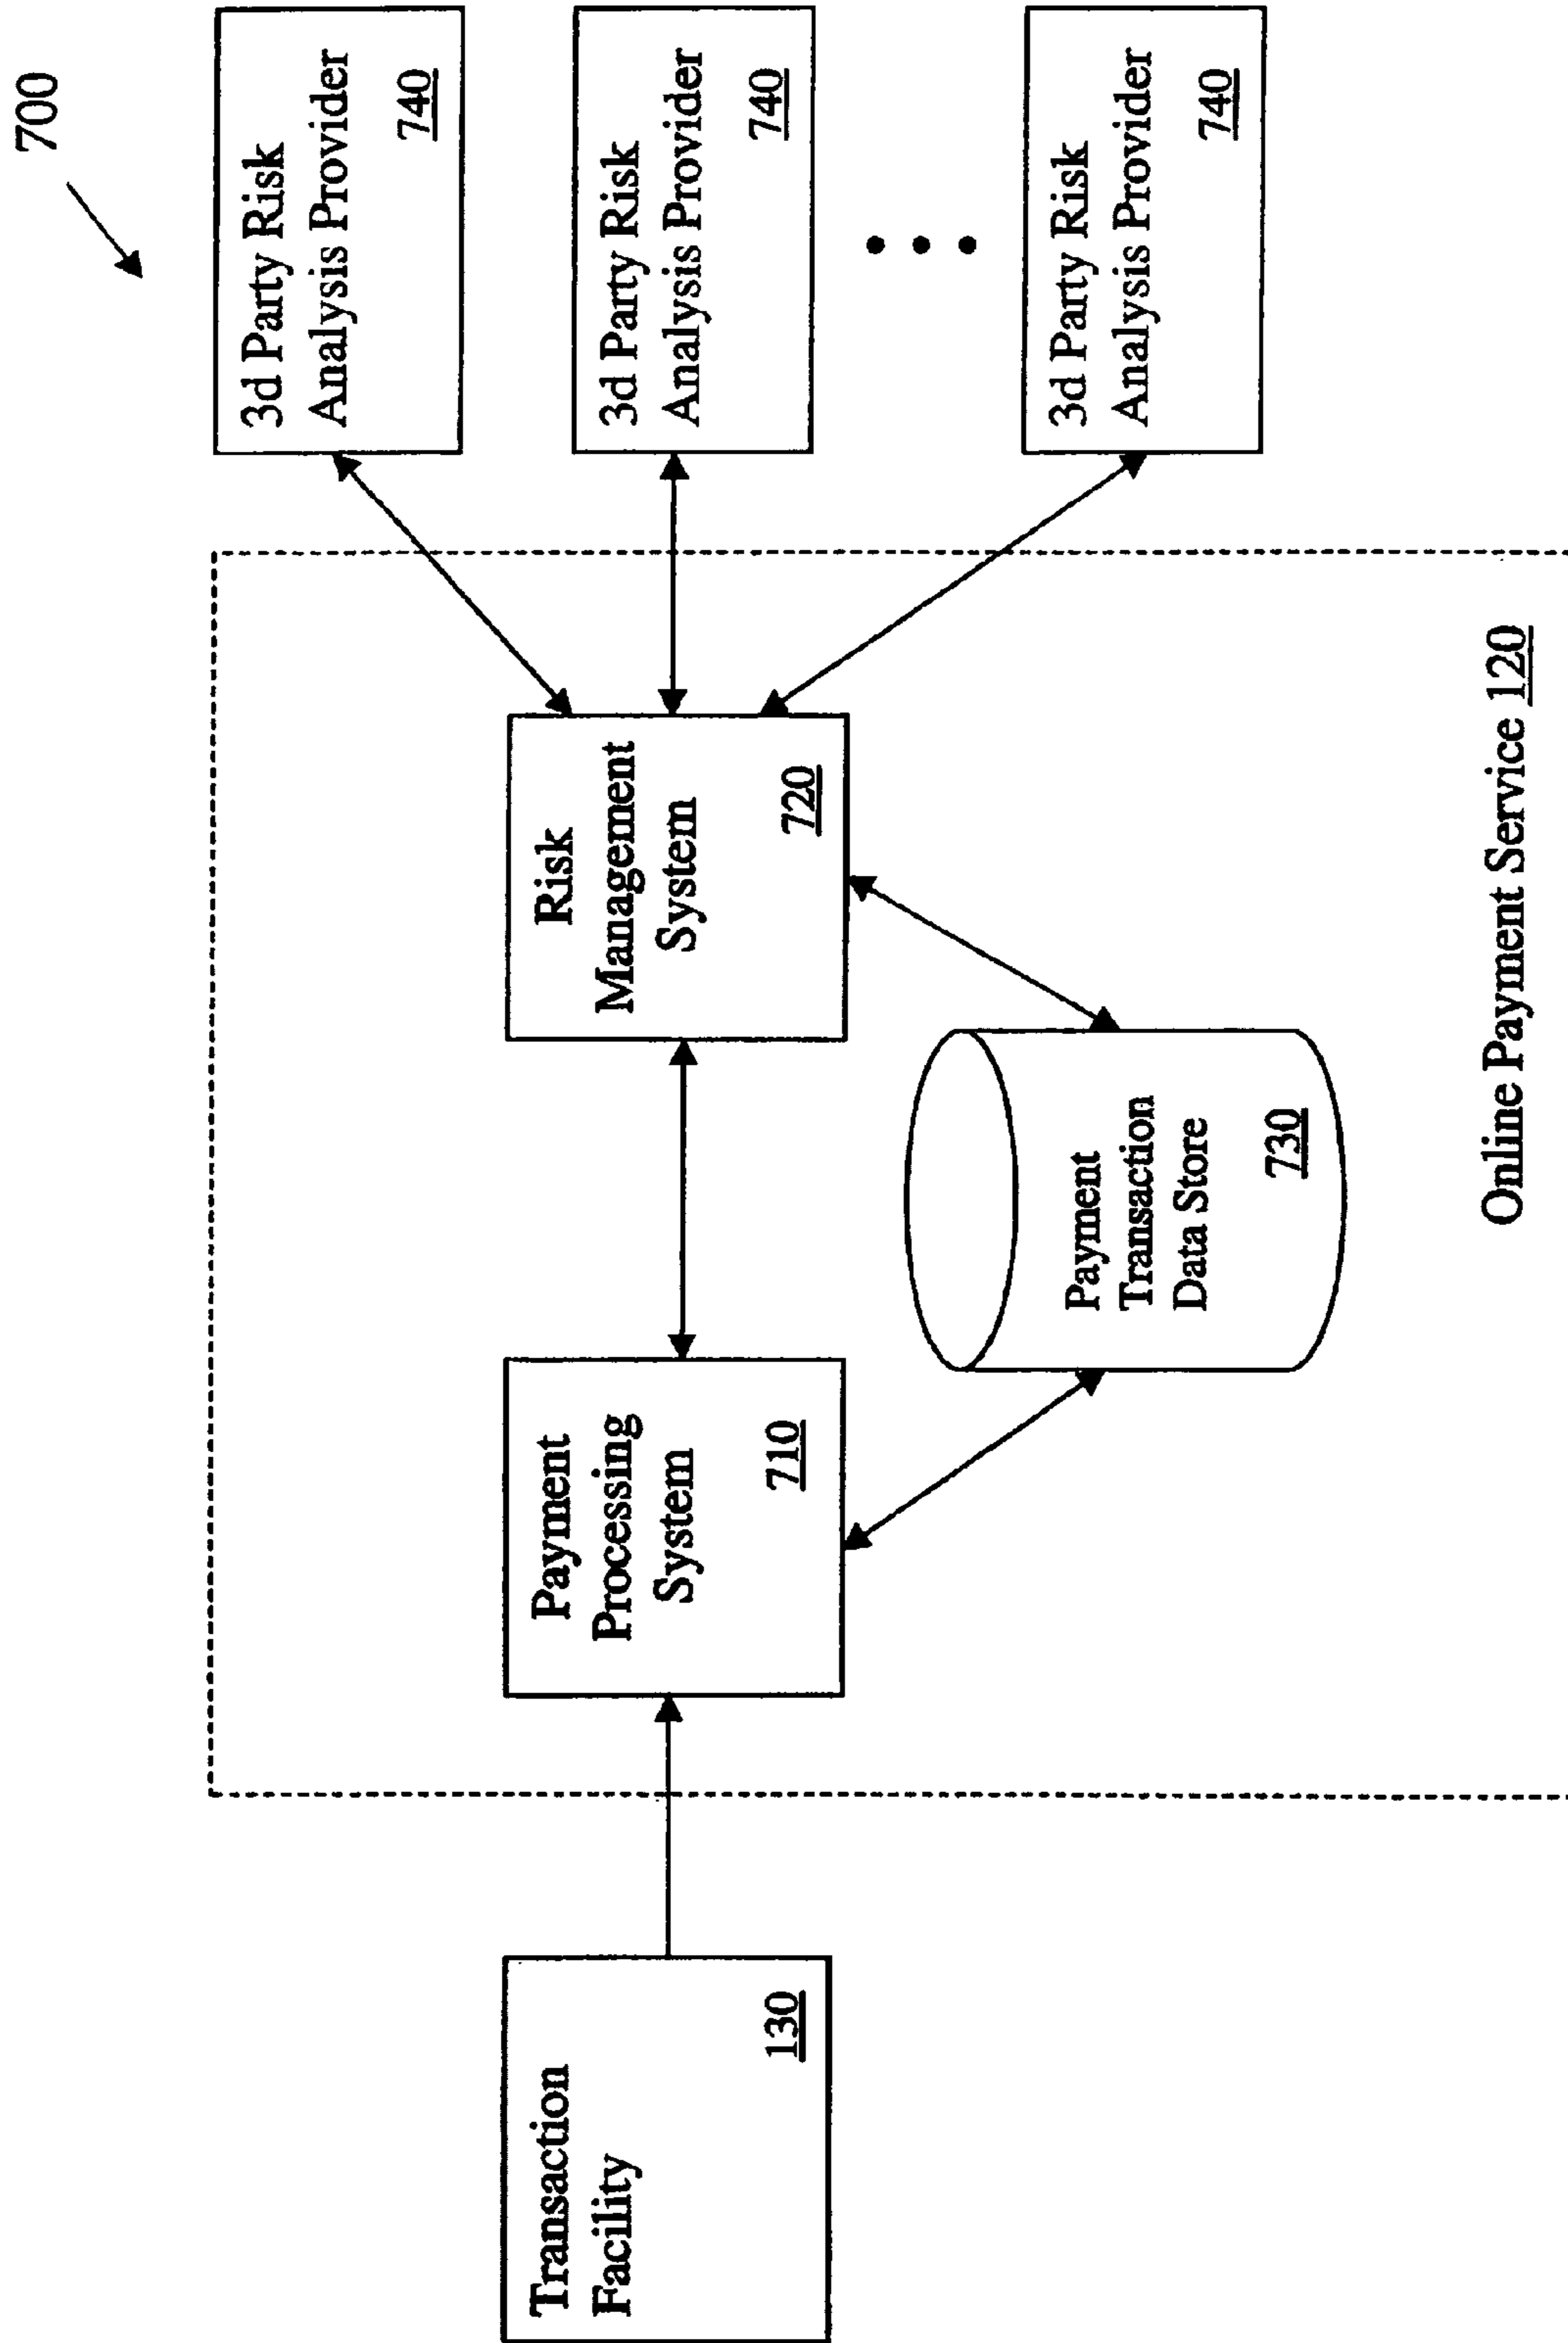 700
Transaction
Facility
130
Payment
Processing
System
710
Risk
Management
System
720
Payment
Transaction
Data Store
730
3d Party Risk
Analysis Provider
740
3d Party Risk
Analysis Provider
740
3d Party Risk
Analysis Provider
740
Online Payment Service 120